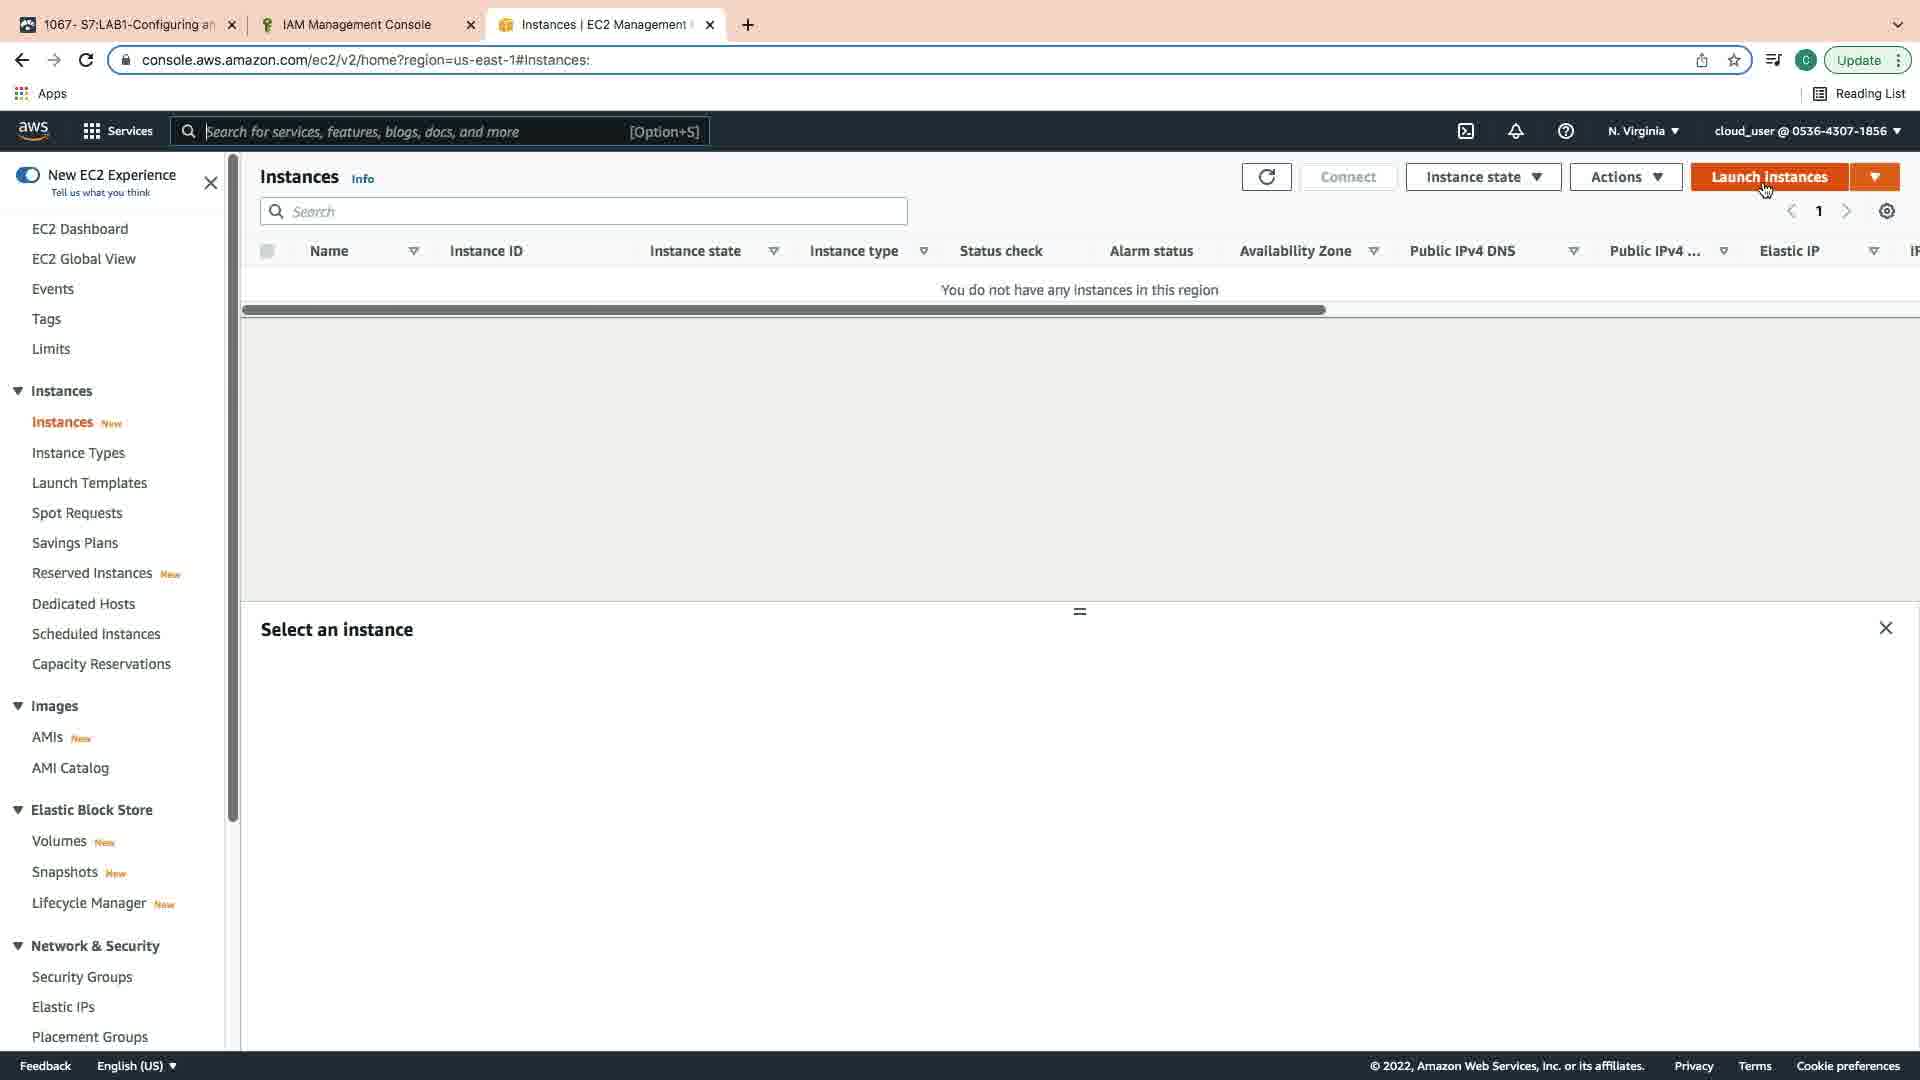 1067- S7:LAB1-Configuring an
IAM Management Console
Instances | EC2 Management
console.aws.amazon.com/ec2/v2/home?region=us-east-1#Instances:
C
Update
Apps
Reading List
aws
Services
Search for services, features, blogs, docs, and more
[Option+S]
N. Virginia
cloud_user @ 0536-4307-1856
New EC2 Experience
Tell us what you think
EC2 Dashboard
EC2 Global View
Events
Tags
Limits
Instances
Instances New
Instance Types
Launch Templates
Spot Requests
Savings Plans
Reserved Instances New
Dedicated Hosts
Scheduled Instances
Capacity Reservations
Images
AMIs New
AMI Catalog
Elastic Block Store
Volumes New
Snapshots New
Lifecycle Manager New
Network & Security
Security Groups
Elastic IPs
Placement Groups
Instances Info
Connect
Instance state
Actions
Launch instances
Search
1
Name
Instance ID
Instance state
Instance type
Status check
Alarm status
Availability Zone
Public IPv4 DNS
Public IPv4 ...
Elastic IP
You do not have any instances in this region
Select an instance
Feedback
English (US)
© 2022, Amazon Web Services, Inc. or its affiliates.
Privacy
Terms
Cookie preferences